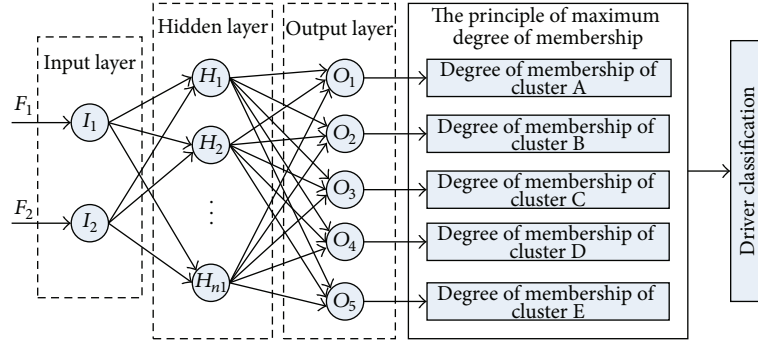 Input layer
Hidden layer
Output layer
The principle of maximum
degree of membership
F1
F2
I1
I2
H1
H2
⋮
Hn1
O1
O2
O3
O4
O5
Degree of membership of
cluster A
Degree of membership of
cluster B
Degree of membership of
cluster C
Degree of membership of
cluster D
Degree of membership of
cluster E
Driver classification